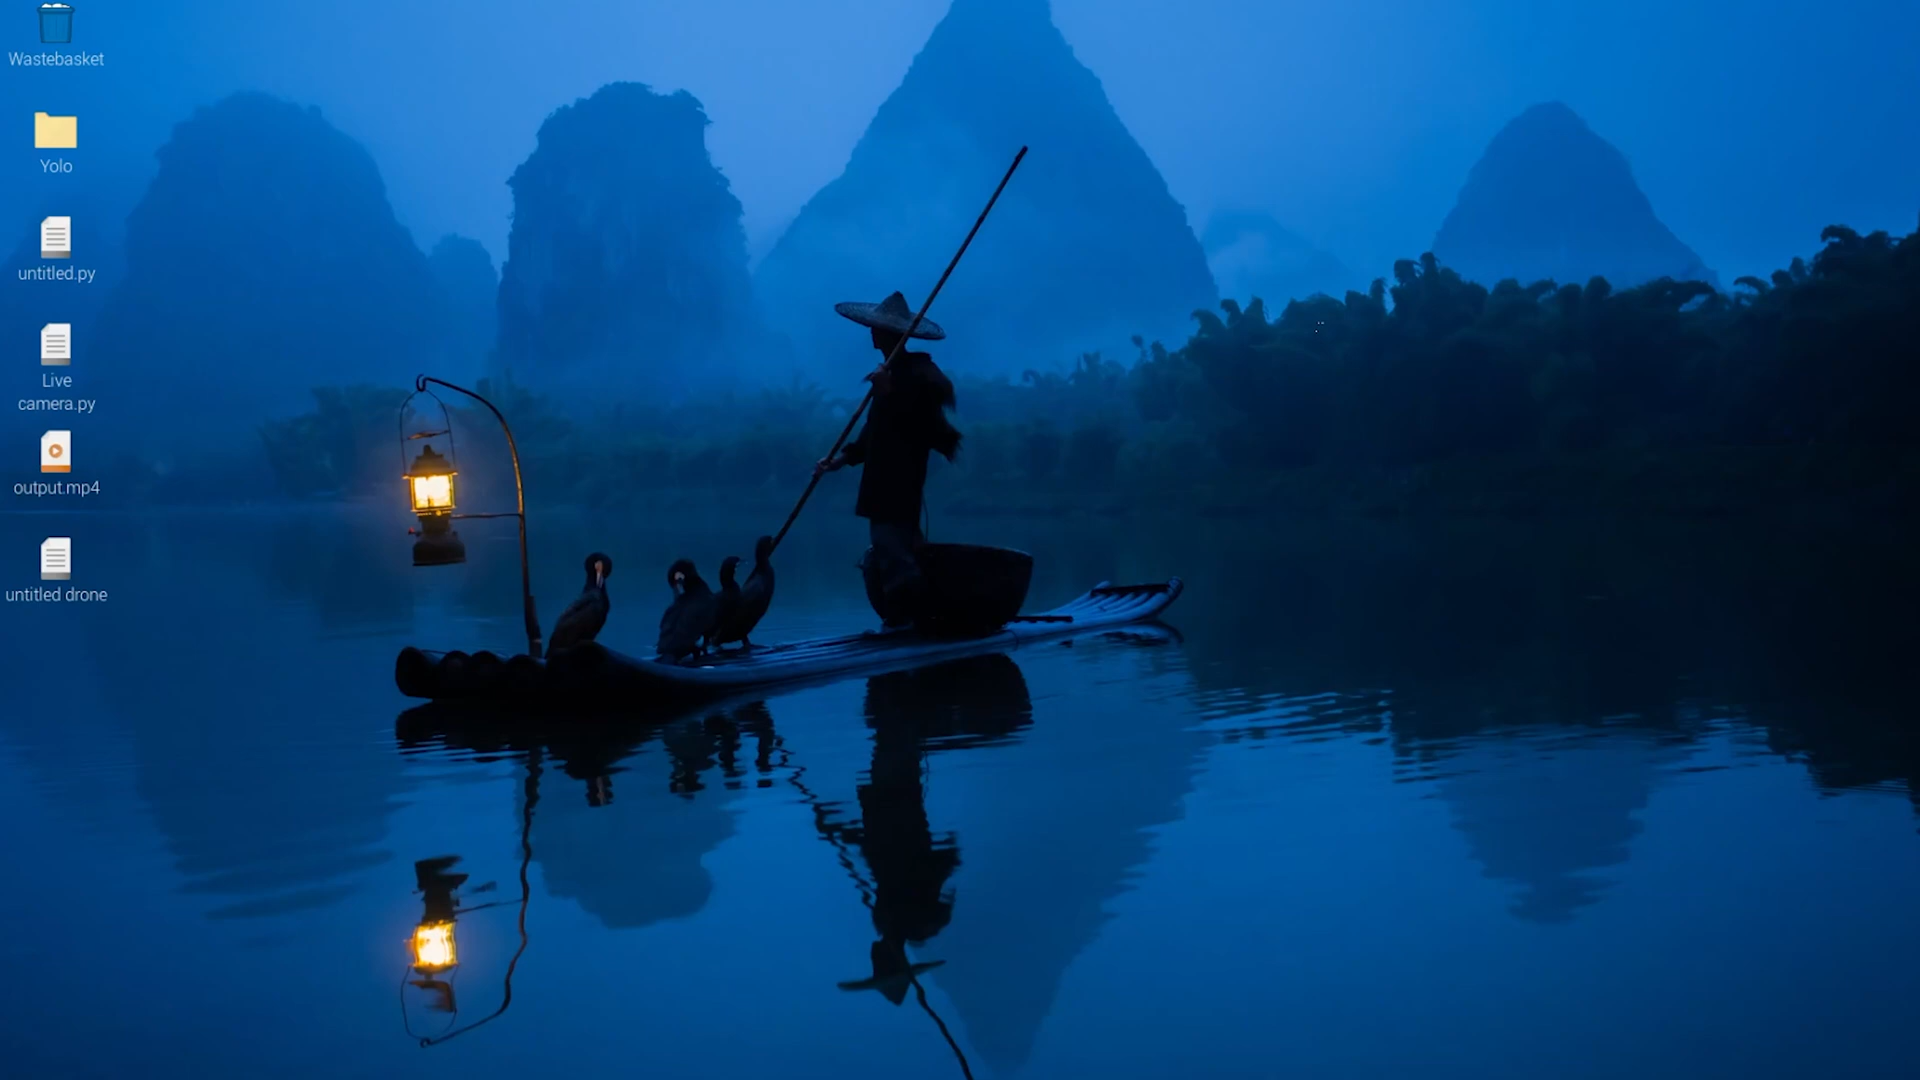 Wastebasket
Yolo
untitled.py
Live
camera.py
output.mp4
untitled drone